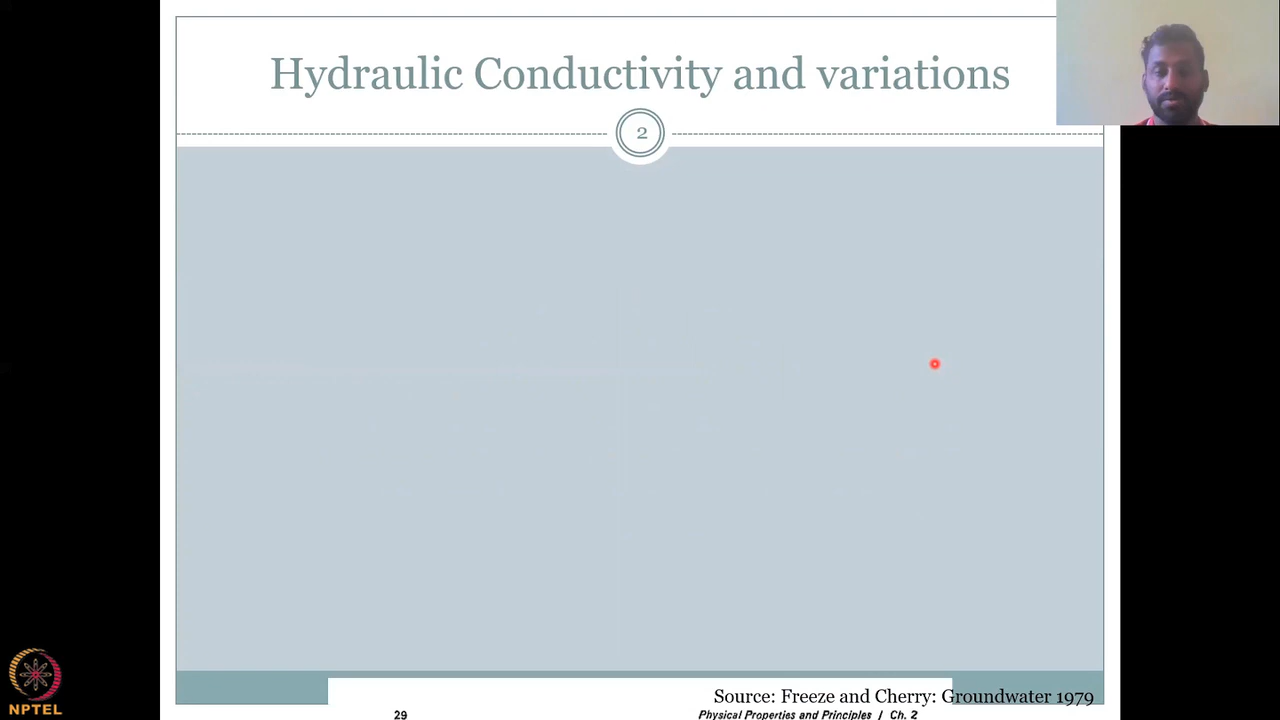 Hydraulic Conductivity and variations
2
Source: Freeze and Cherry: Groundwater 1979
29 Physical Properties and Principles / Ch. 2
NPTEL